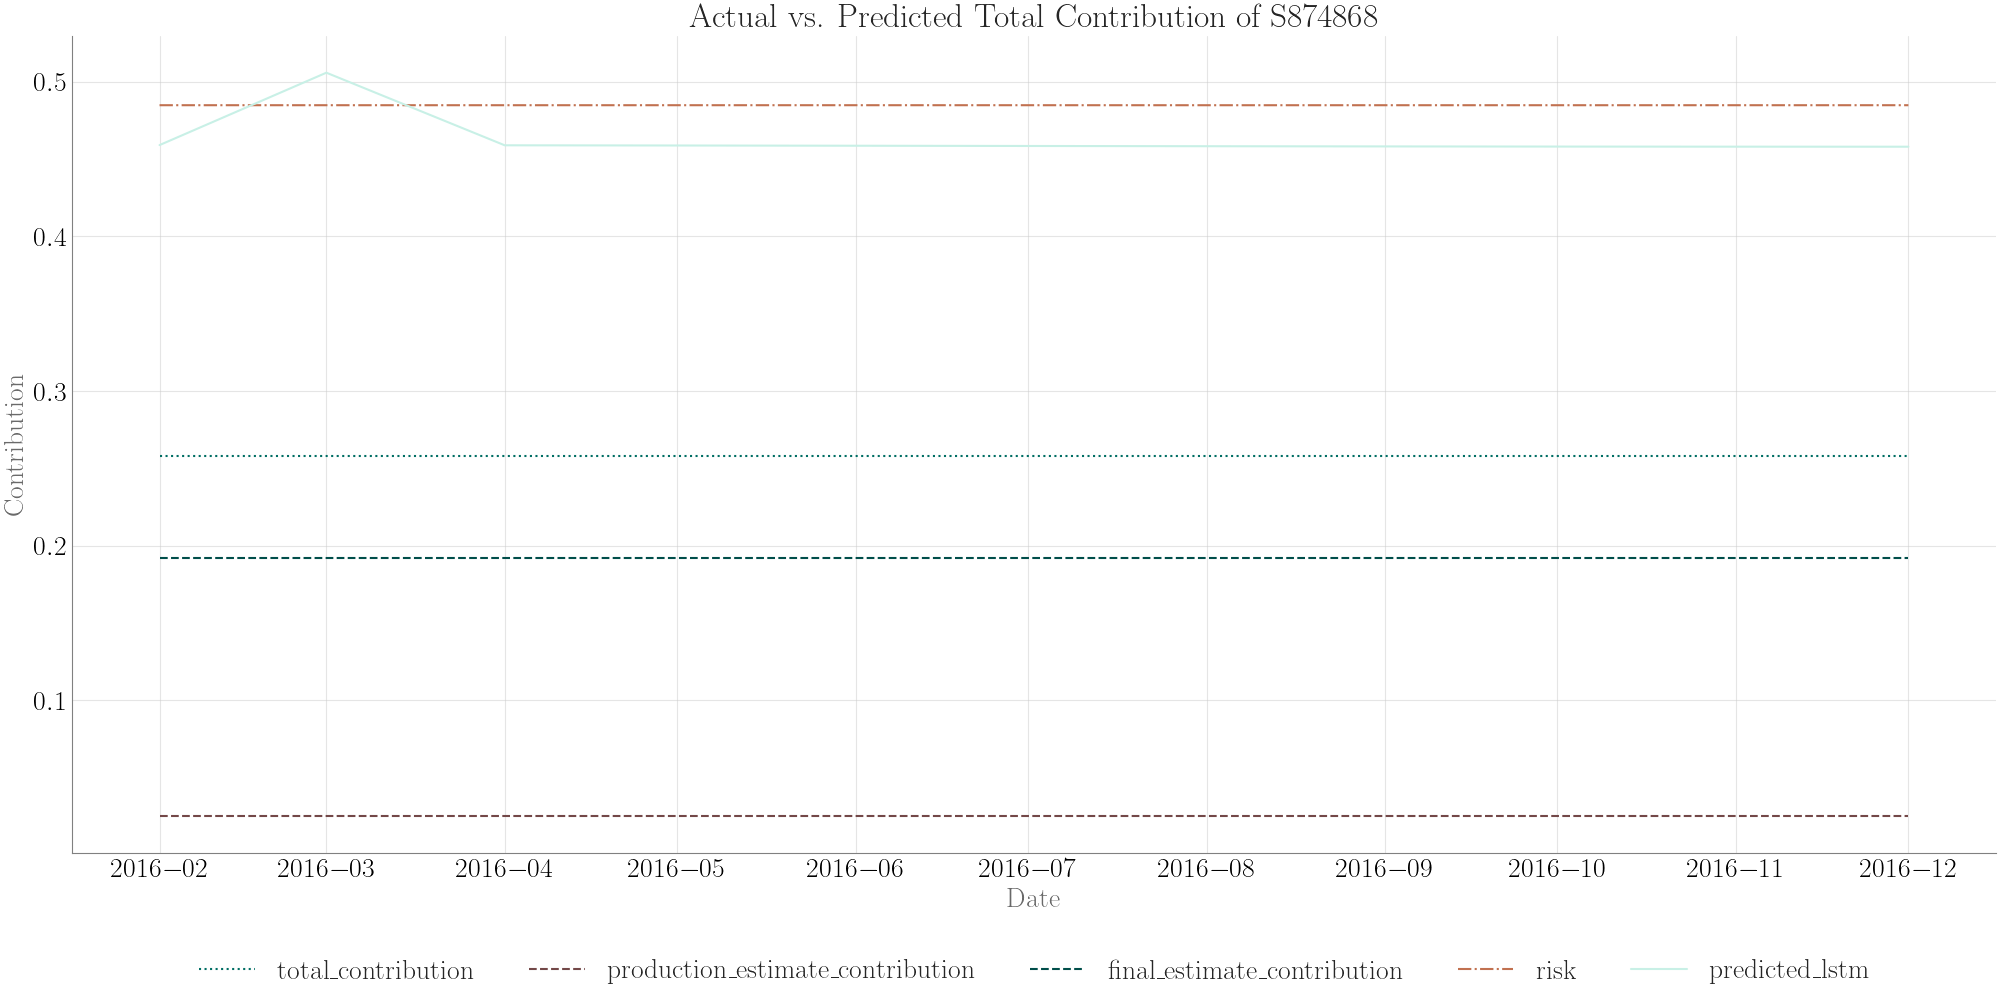 Actual vs. Predicted Total Contribution of S874868
Contribution
0.5
0.4
0.3
0.2
0.1
2016–02 2016–03 2016–04 2016–05 2016–06 2016–07 2016–08 2016–09 2016–10 2016–11 2016–12
Date
total_contribution production_estimate_contribution final_estimate_contribution risk predicted_lstm